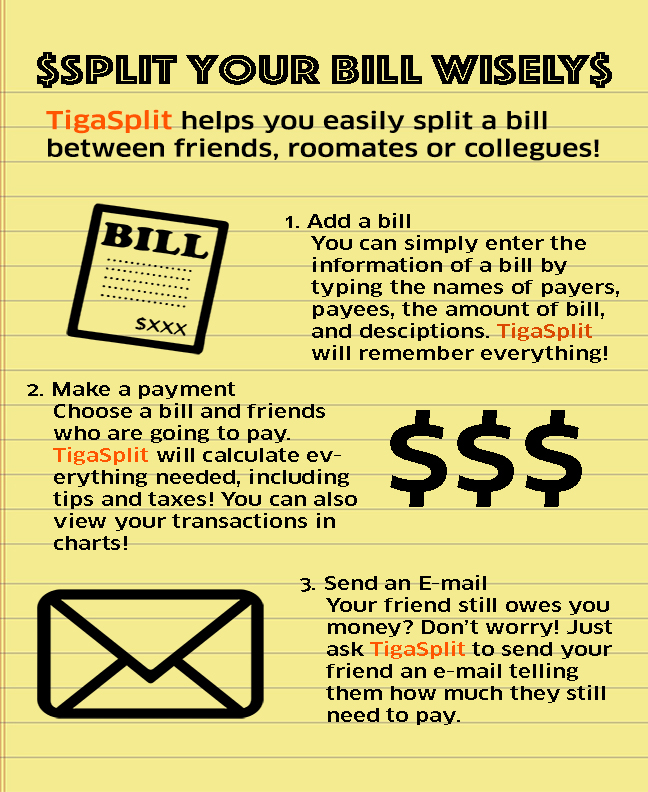 $SPLIT YOUR BILL WISELY$
TigaSplit helps you easily split a bill
between friends, roomates or collegues!
BILL
$XXX
1. Add a bill
You can simply enter the
information of a bill by
typing the names of payers,
payees, the amount of bill,
and desciptions. TigaSplit
will remember everything!
2. Make a payment
Choose a bill and friends
who are going to pay.
TigaSplit will calculate ev-
erything needed, including
tips and taxes! You can also
view your transactions in
charts!
$$$
3. Send an E-mail
Your friend still owes you
money? Don't worry! Just
ask TigaSplit to send your
friend an e-mail telling
them how much they still
need to pay.